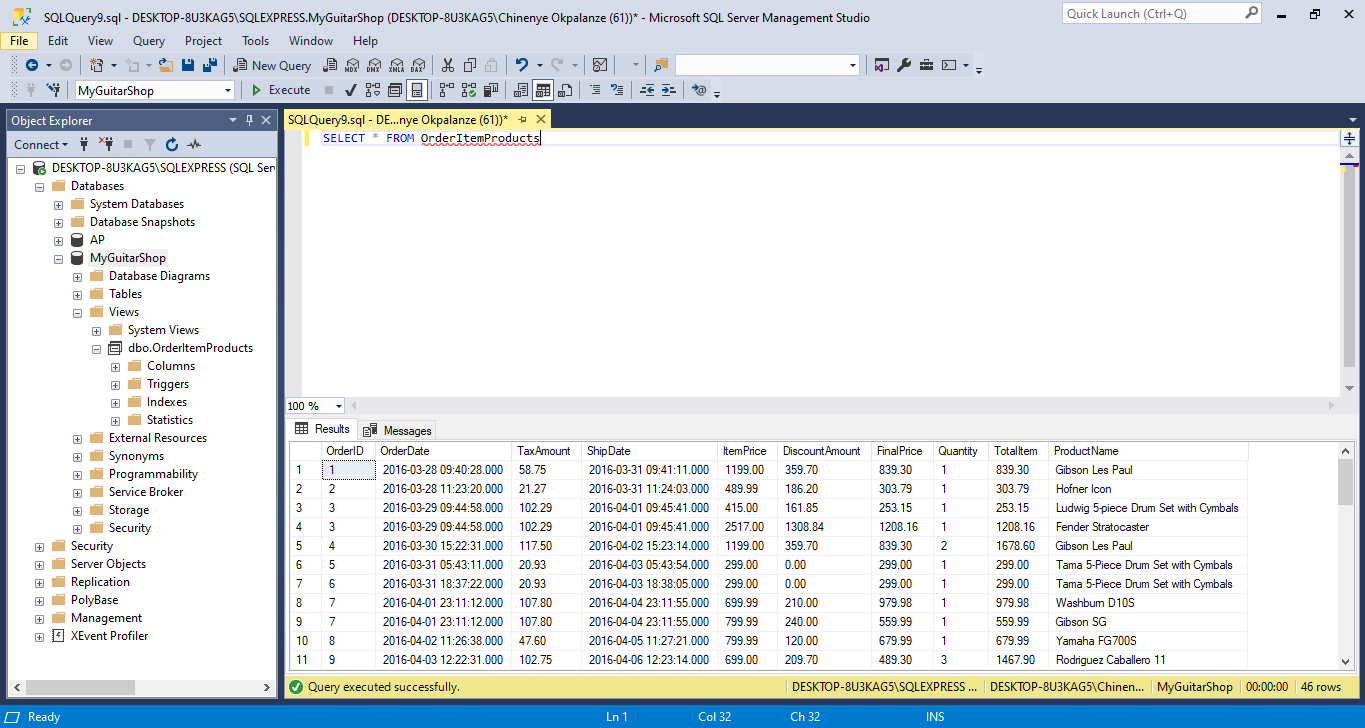 SQLQuery9.sql - DESKTOP-8U3KAG5\SQLEXPRESS.MyGuitarShop (DESKTOP-8U3KAG5\Chinenye Okpalanze (61))* - Microsoft SQL Server Management Studio
Quick Launch (Ctrl+Q)
File Edit View Query Project Tools Window Help
New Query MDX DMX XMLA DAX
MyGuitarShop Execute
Object Explorer
SQLQuery9.sql - DE...nye Okpalanze (61))*
Connect
SELECT * FROM OrderItemProducts
DESKTOP-8U3KAG5\SQLEXPRESS (SQL Ser
Databases
System Databases
Database Snapshots
AP
MyGuitarShop
Database Diagrams
Tables
Views
System Views
dbo.OrderItemProducts
Columns
Triggers
Indexes
Statistics
External Resources
Synonyms
Programmability
Service Broker
Storage
Security
Security
Server Objects
Replication
PolyBase
Management
XEvent Profiler
100 %
Results Messages
OrderID OrderDate TaxAmount ShipDate ItemPrice DiscountAmount FinalPrice Quantity TotalItem ProductName
1 1 2016-03-28 09:40:28.000 58.75 2016-03-31 09:41:11.000 1199.00 359.70 839.30 1 839.30 Gibson Les Paul
2 2 2016-03-28 11:23:20.000 21.27 2016-03-31 11:24:03.000 489.99 186.20 303.79 1 303.79 Hofner Icon
3 3 2016-03-29 09:44:58.000 102.29 2016-04-01 09:45:41.000 415.00 161.85 253.15 1 253.15 Ludwig 5-piece Drum Set with Cymbals
4 3 2016-03-29 09:44:58.000 102.29 2016-04-01 09:45:41.000 2517.00 1308.84 1208.16 1 1208.16 Fender Stratocaster
5 4 2016-03-30 15:22:31.000 117.50 2016-04-02 15:23:14.000 1199.00 359.70 839.30 2 1678.60 Gibson Les Paul
6 5 2016-03-31 05:43:11.000 20.93 2016-04-03 05:43:54.000 299.00 0.00 299.00 1 299.00 Tama 5-Piece Drum Set with Cymbals
7 6 2016-03-31 18:37:22.000 20.93 2016-04-03 18:38:05.000 299.00 0.00 299.00 1 299.00 Tama 5-Piece Drum Set with Cymbals
8 7 2016-04-01 23:11:12.000 107.80 2016-04-04 23:11:55.000 699.99 210.00 979.98 1 979.98 Washburn D10S
9 7 2016-04-01 23:11:12.000 107.80 2016-04-04 23:11:55.000 799.99 240.00 559.99 1 559.99 Gibson SG
10 8 2016-04-02 11:26:38.000 47.60 2016-04-05 11:27:21.000 799.99 120.00 679.99 1 679.99 Yamaha FG700S
11 9 2016-04-03 12:22:31.000 102.75 2016-04-06 12:23:14.000 699.00 209.70 489.30 3 1467.90 Rodriguez Caballero 11
Query executed successfully. DESKTOP-8U3KAG5\SQLEXPRESS ... DESKTOP-8U3KAG5\Chinen... MyGuitarShop 00:00:00 46 rows
Ready Ln 1 Col 32 Ch 32 INS